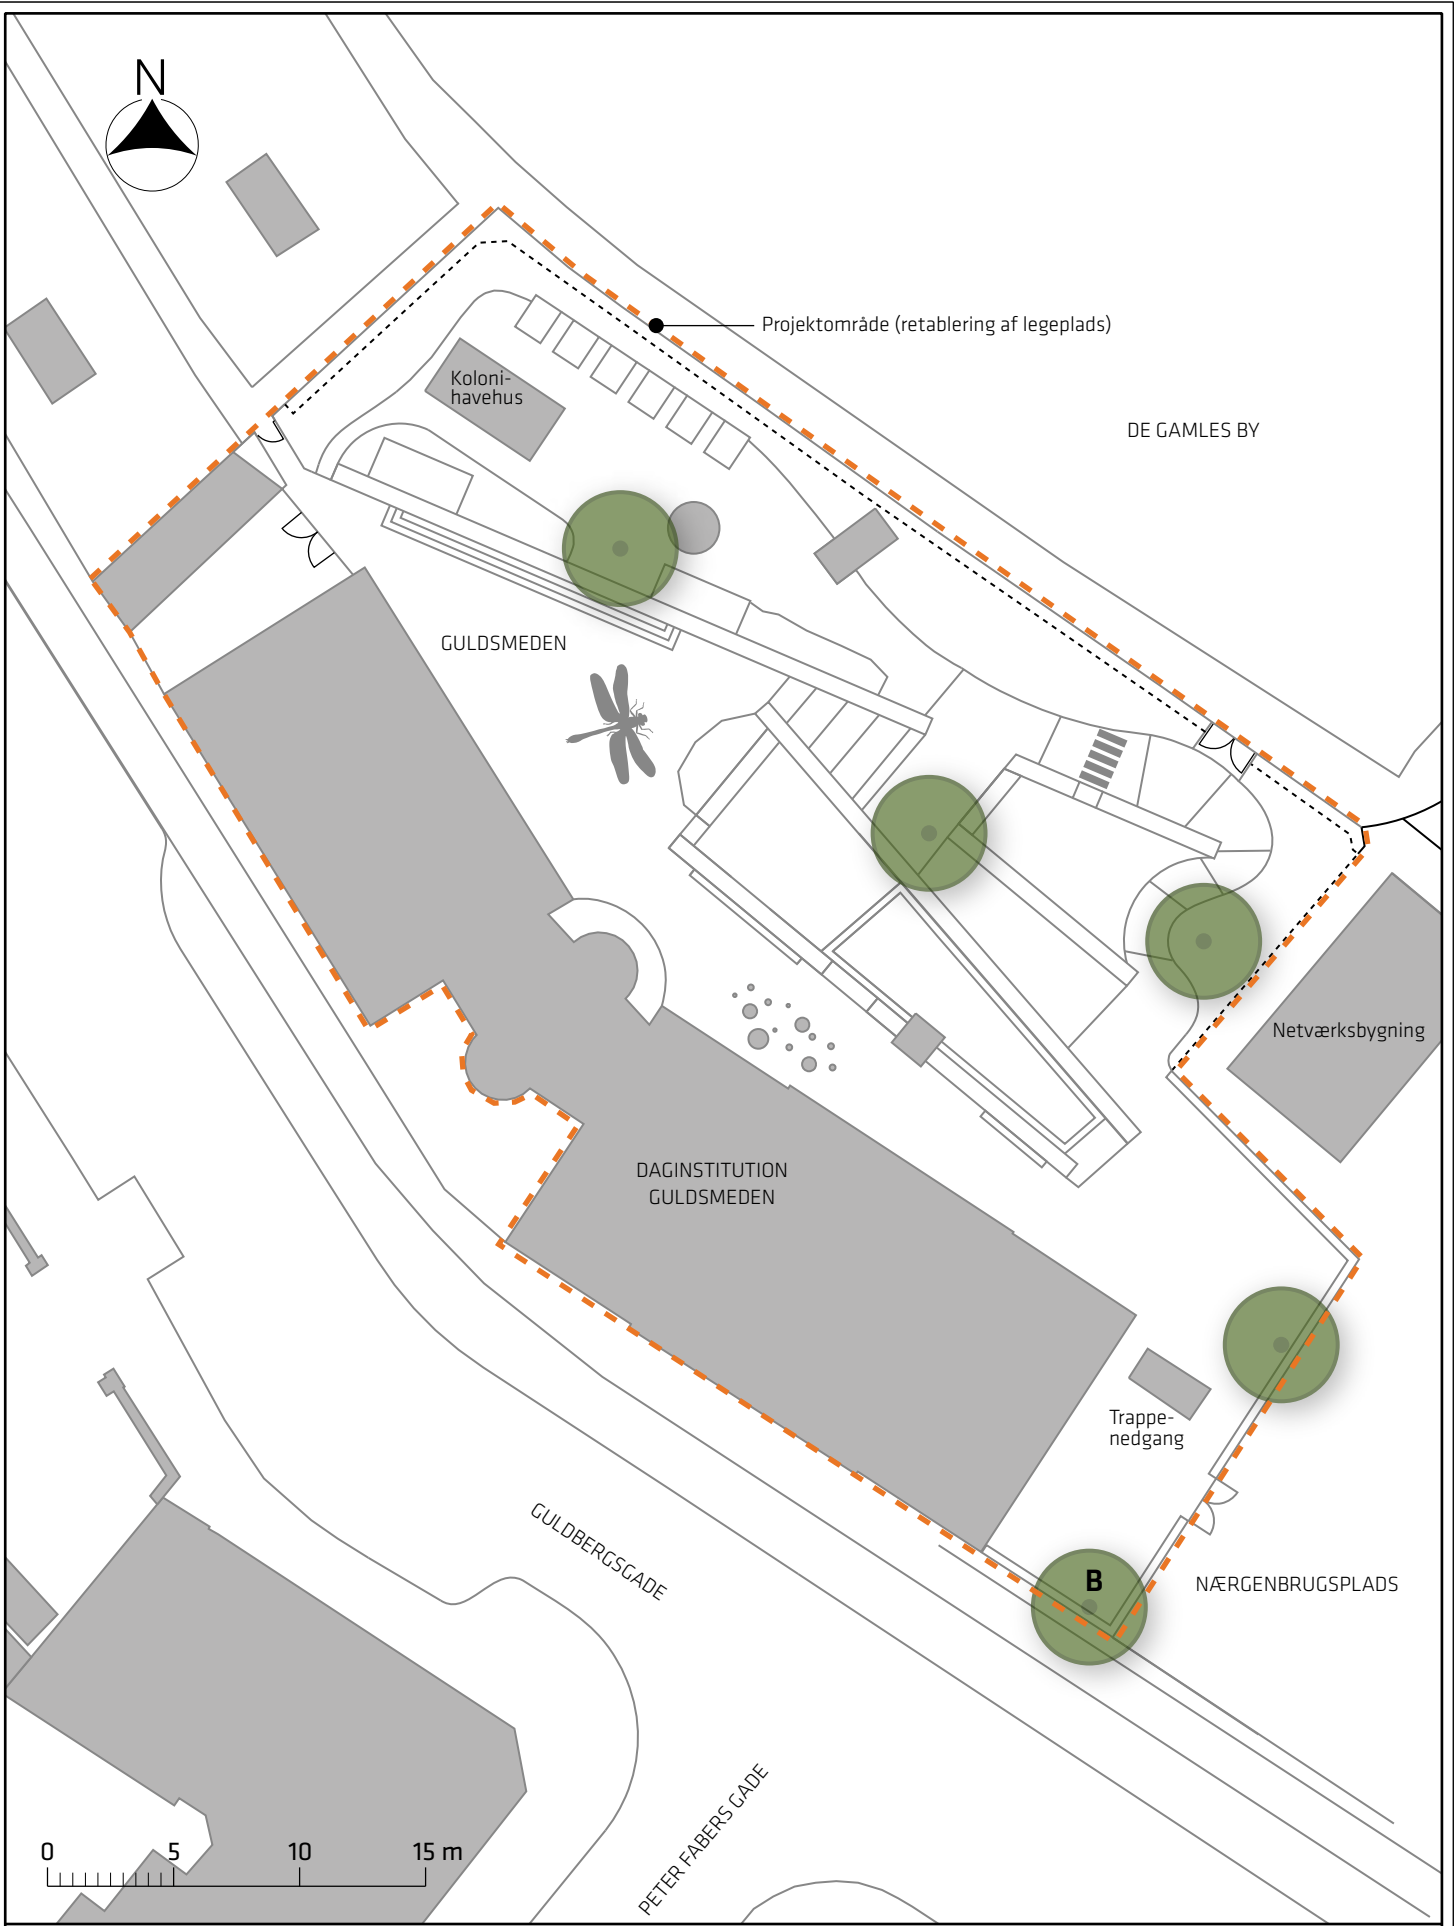 N
Projektområde (retablering af legeplads)
Koloni-
havehus
DE GAMLES BY
GULDSMEDEN
Netværksbygning
DAGINSTITUTION
GULDSMEDEN
Trappe-
nedgang
GULDBERGSGADE
B
NÆRGENBRUGSPLADS
PETER FABERS GADE
0 5 10 15 m